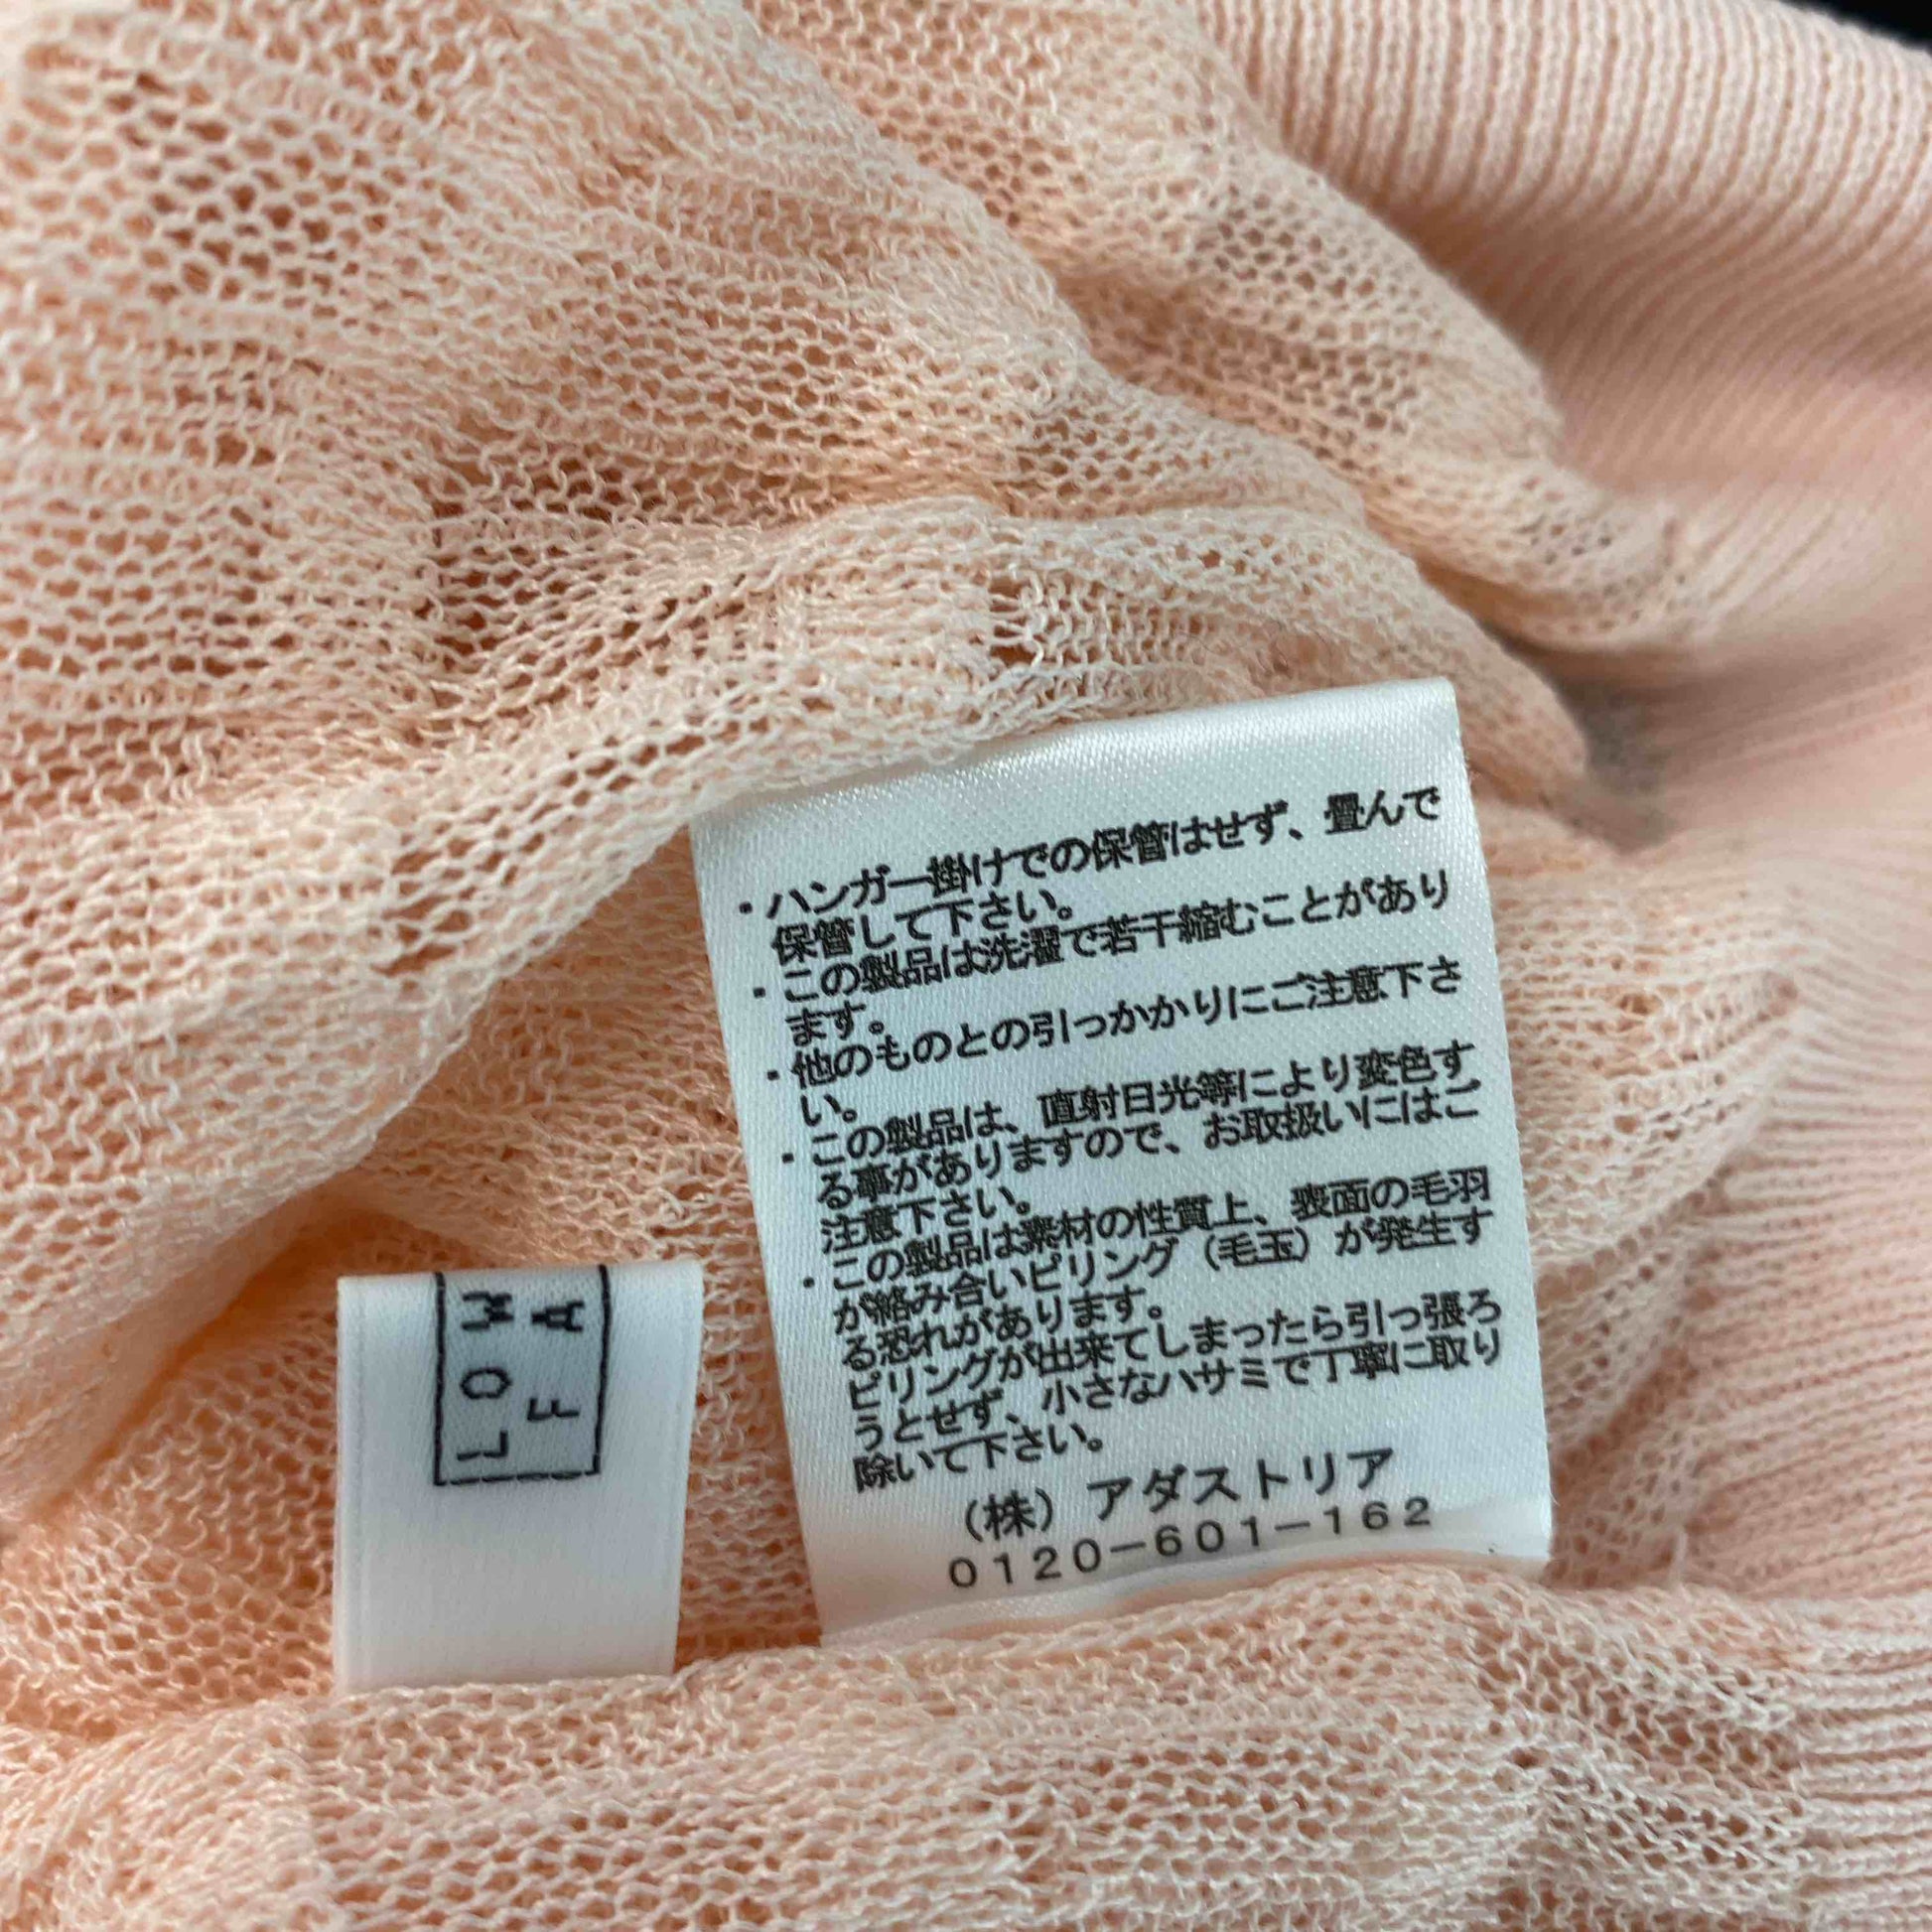 ・ハンガー掛けでの保管はせず、畳んで
保管して下さい。
・この製品は洗濯で若干縮むことがあり
ます。
・他のものとの引っかかりにご注意下さ
い。
・この製品は、直射日光等により変色す
る事がありますので、お取扱いにはご
注意下さい。
・この製品は素材の性質上、表面の毛羽
が絡み合いピリング（毛玉）が発生す
る恐れがあります。
ピリングが出来てしまったら引っ張ろ
うとせず、小さなハサミで丁寧に取り
除いて下さい。
（株）アダストリア
0120-601-162
LOW
FA